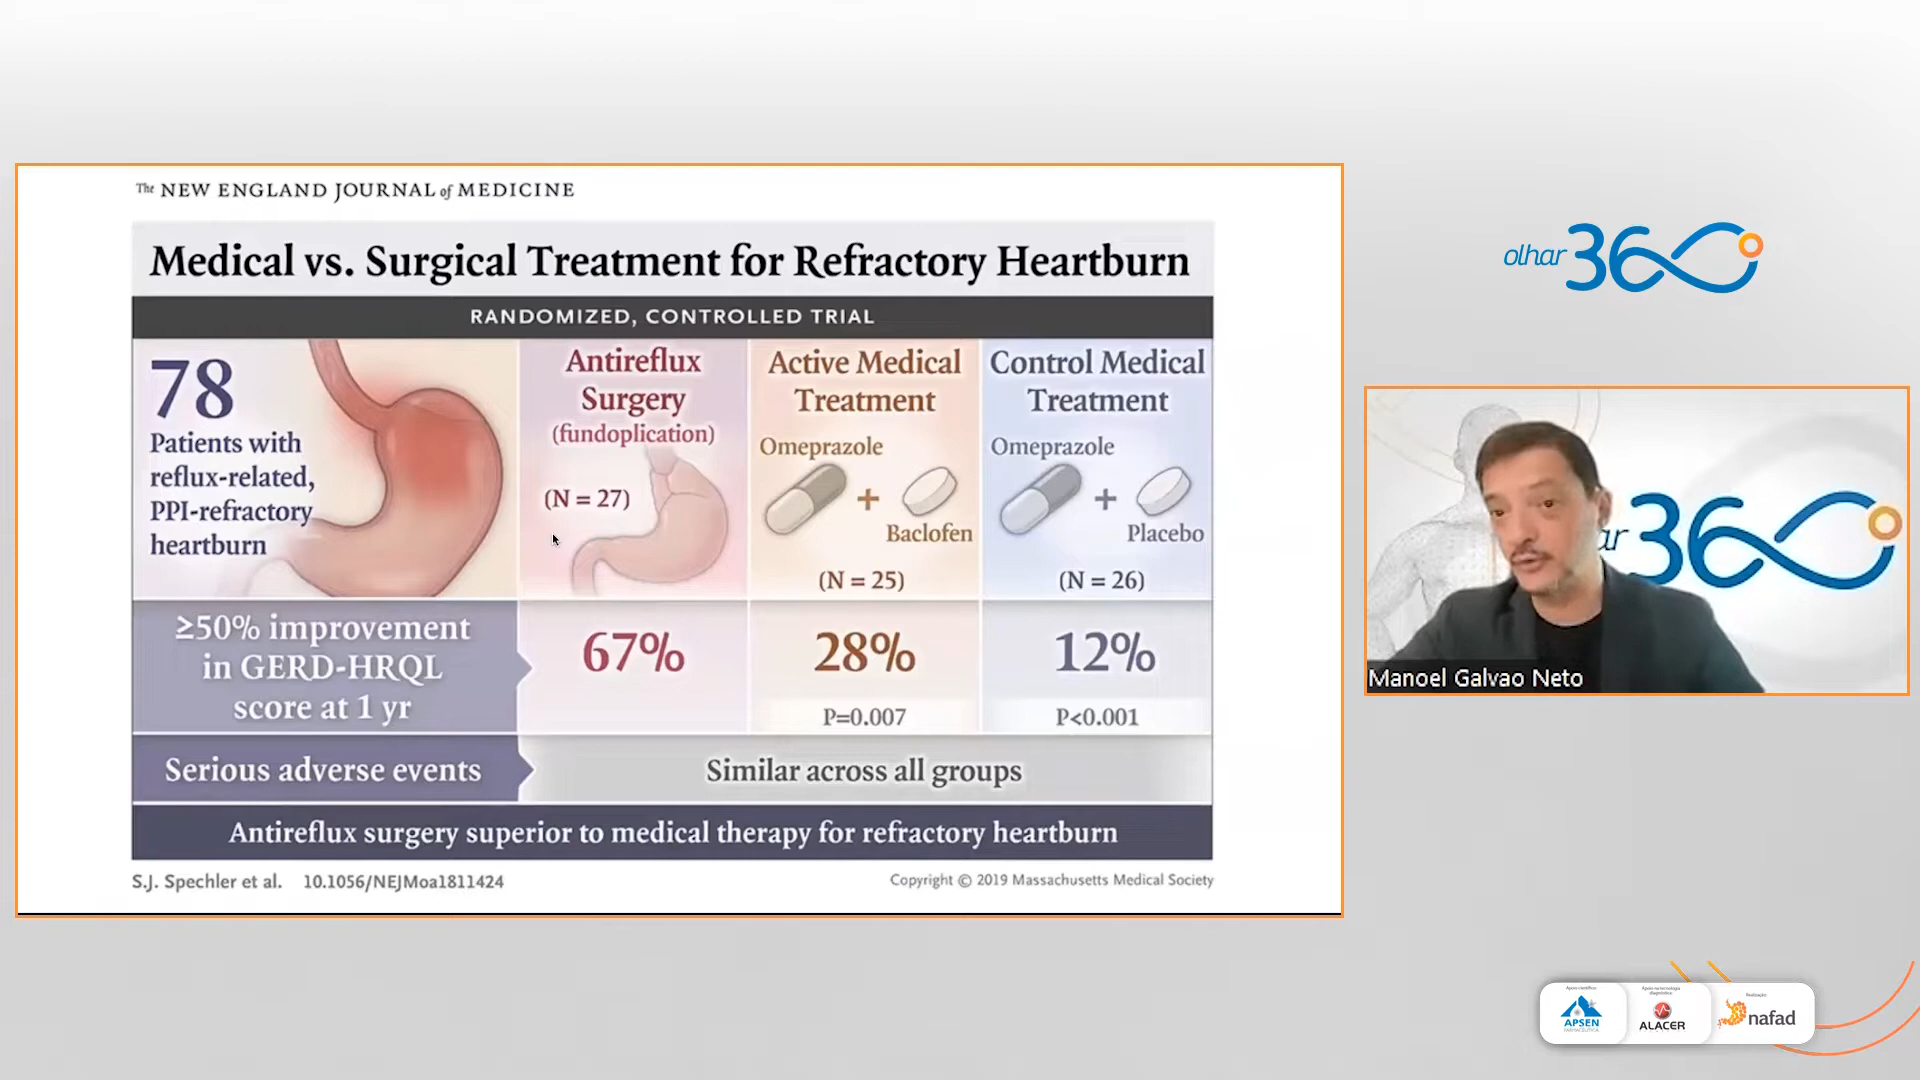 The NEW ENGLAND JOURNAL of MEDICINE
Medical vs. Surgical Treatment for Refractory Heartburn
RANDOMIZED, CONTROLLED TRIAL
78
Patients with
reflux-related,
PPI-refractory
heartburn
Antireflux
Surgery
(fundoplication)
(N = 27)
Active Medical
Treatment
Omeprazole
+
Baclofen
(N = 25)
Control Medical
Treatment
Omeprazole
+
Placebo
(N = 26)
≥50% improvement
in GERD-HRQL
score at 1 yr
67%
28%
P=0.007
12%
P<0.001
Serious adverse events
Similar across all groups
Antireflux surgery superior to medical therapy for refractory heartburn
S.J. Spechler et al. 10.1056/NEJMoa1811424
Copyright © 2019 Massachusetts Medical Society
olhar 360
ar 360
Manoel Galvao Neto
APSEN
ALACER
nafad